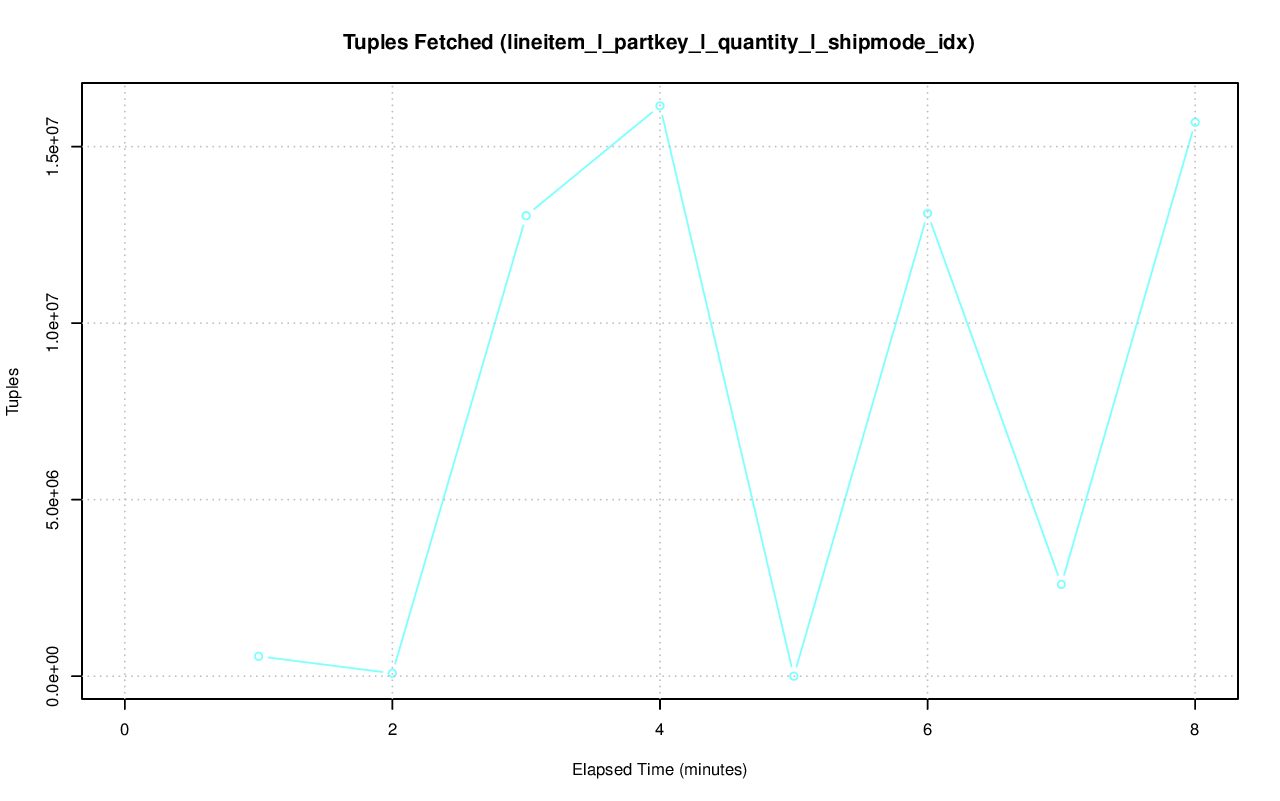 Tuples Fetched (lineitem_l_partkey_l_quantity_l_shipmode_idx)
Tuples
1.5e+07
1.0e+07
5.0e+06
0.0e+00
0 2 4 6 8
Elapsed Time (minutes)